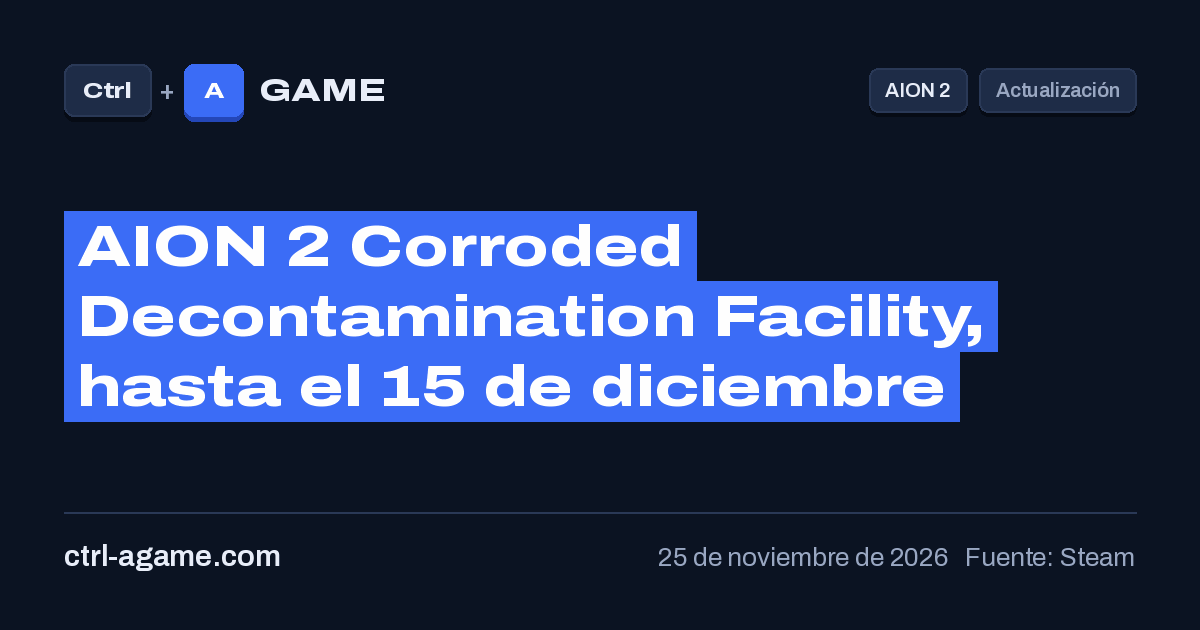 Ctrl + A GAME
AION 2 Actualización
AION 2 Corroded
Decontamination Facility,
hasta el 15 de diciembre
ctrl-agame.com
25 de noviembre de 2026 Fuente: Steam